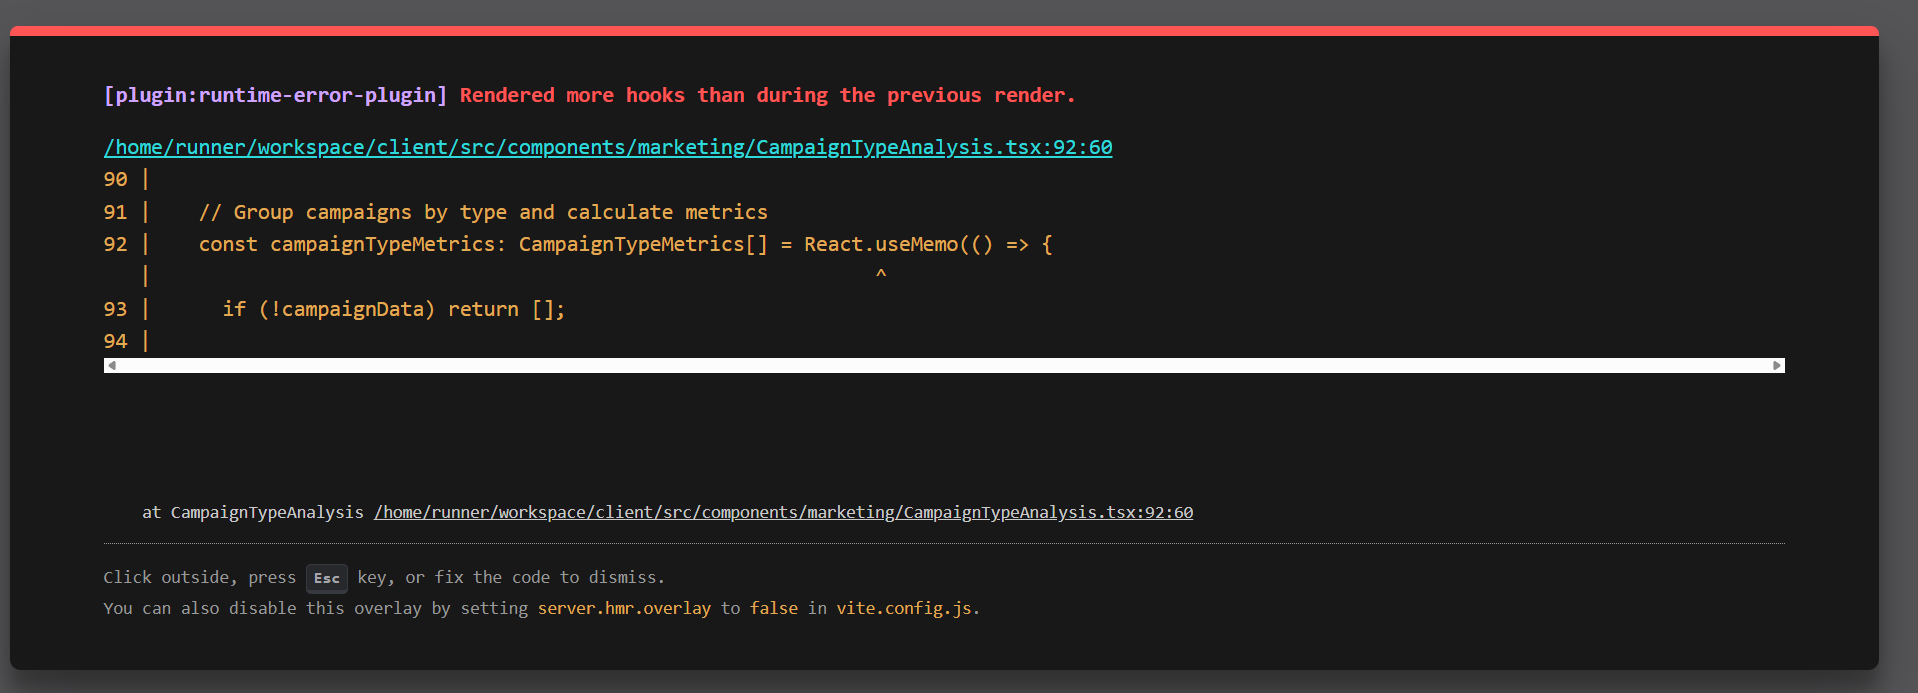 [plugin:runtime-error-plugin] Rendered more hooks than during the previous render.
/home/runner/workspace/client/src/components/marketing/CampaignTypeAnalysis.tsx:92:60
90 |
91 |    // Group campaigns by type and calculate metrics
92 |    const campaignTypeMetrics: CampaignTypeMetrics[] = React.useMemo(() => {
   |                                                             ^
93 |      if (!campaignData) return [];
94 |
at CampaignTypeAnalysis /home/runner/workspace/client/src/components/marketing/CampaignTypeAnalysis.tsx:92:60
Click outside, press Esc key, or fix the code to dismiss.
You can also disable this overlay by setting server.hmr.overlay to false in vite.config.js.